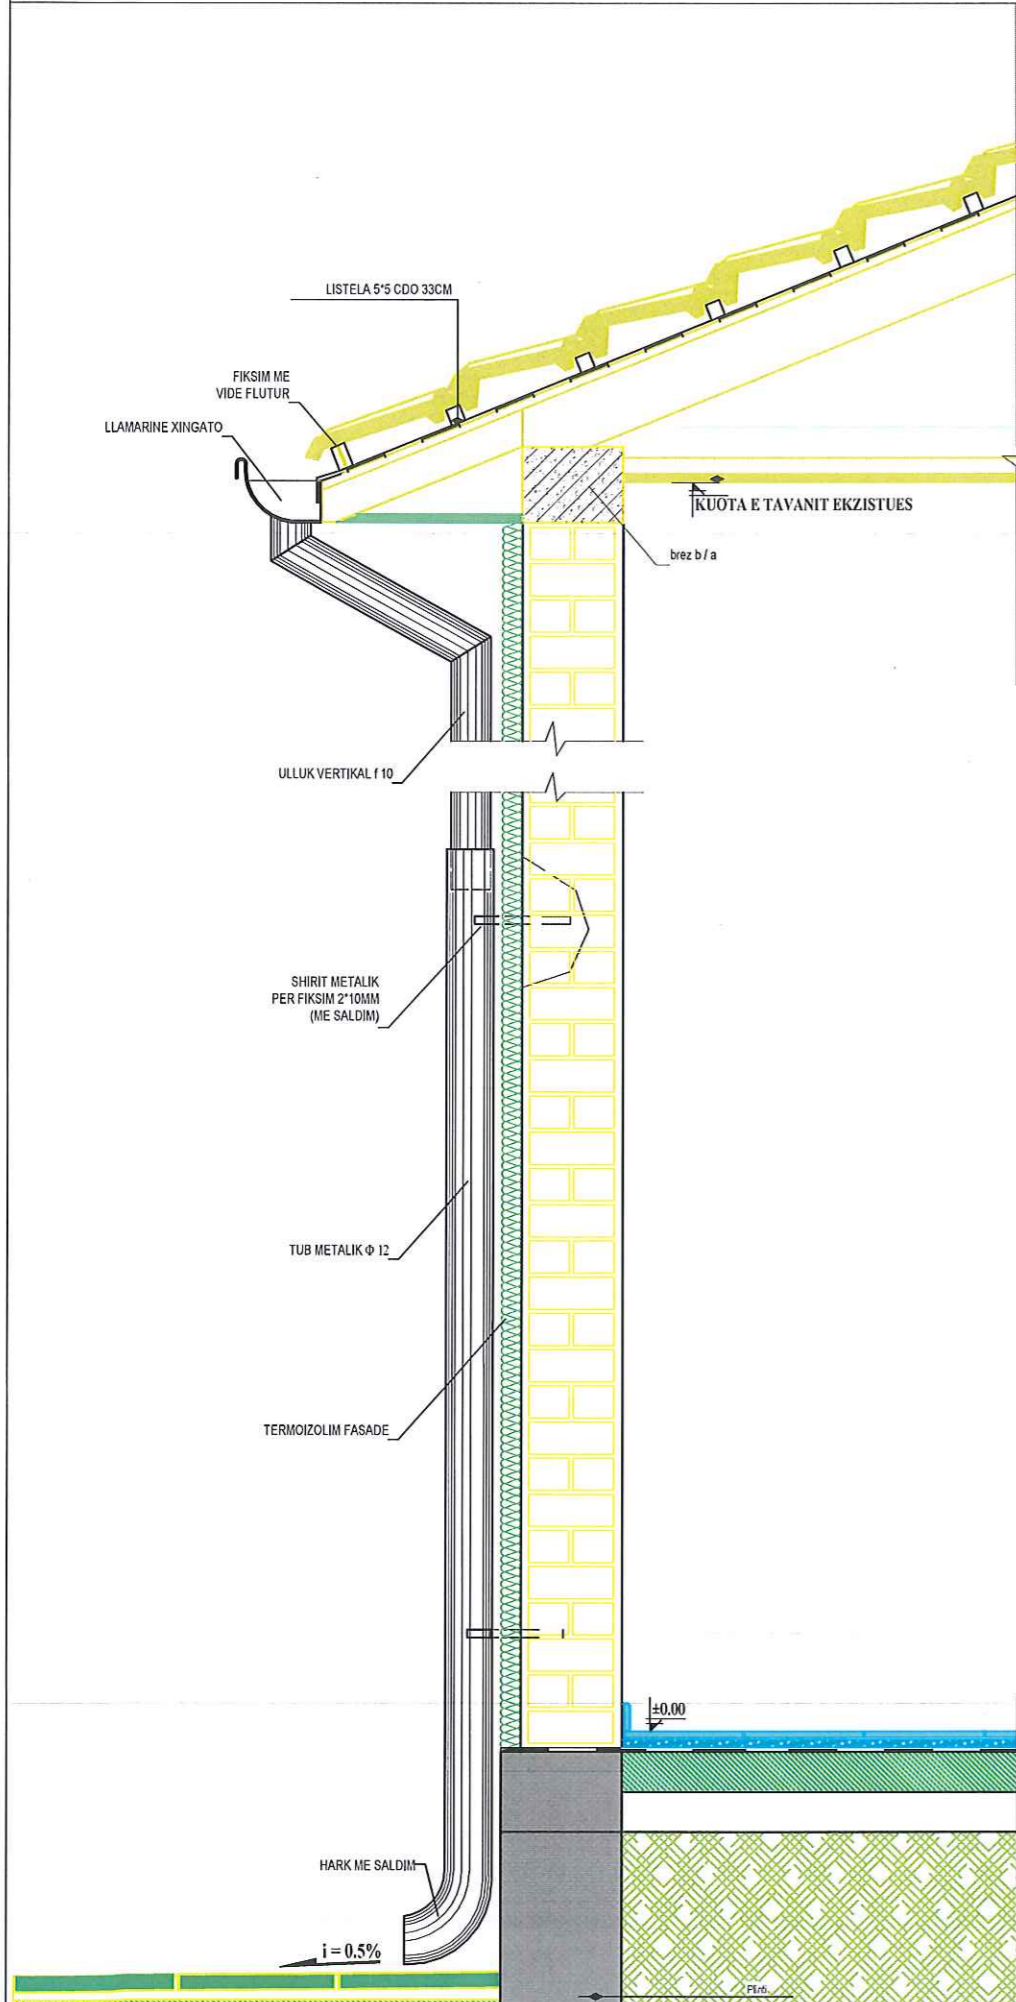 LISTELA 5*5 CDO 33CM
FIKSIM ME
VIDE FLUTUR
LLAMARINE XINGATO
KUOTA E TAVANIT EKZISTUES
brez b / a
ULLUK VERTIKAL f 10
SHIRIT METALIK
PER FIKSIM 2*10MM
(ME SALDIM)
TUB METALIK Φ 12
TERMOIZOLIM FASADE
±0.00
HARK ME SALDIM
i = 0.5%